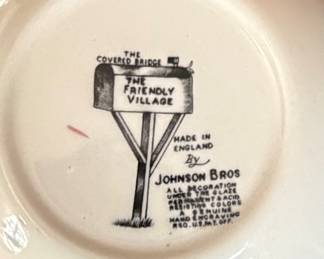 THE
COVERED BRIDGE
THE
FRIENDLY
VILLAGE
MADE IN
ENGLAND
By
JOHNSON BROS
ALL DECORATION
UNDER THE GLAZE
PERMANENT & ACID
RESISTING COLORS
A GENUINE
HAND ENGRAVING
REG. U.S. PAT. OFF.